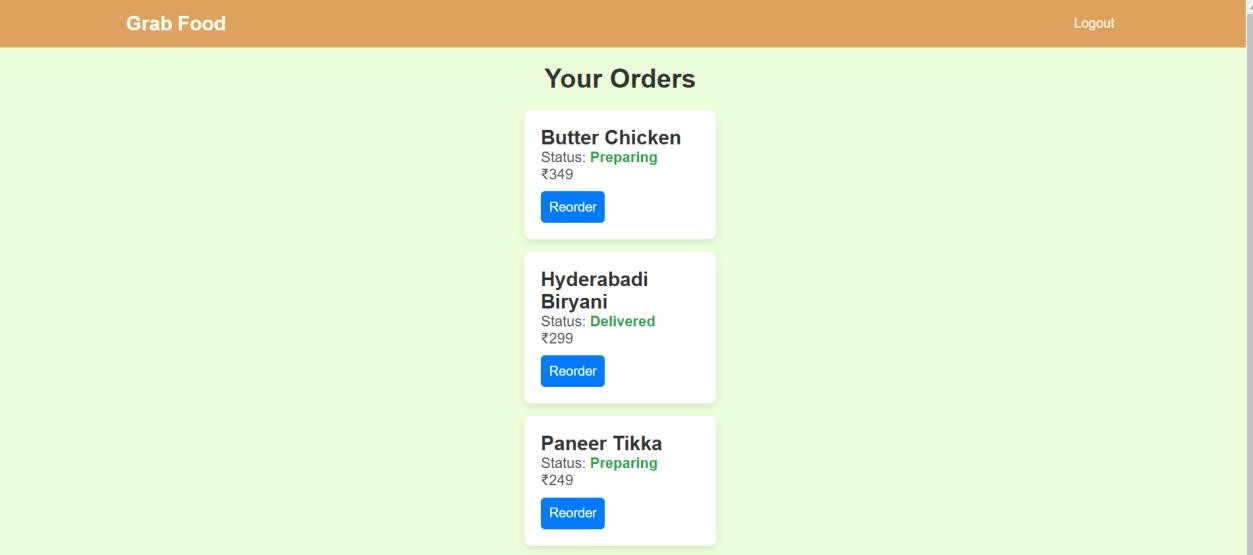 Grab Food
Logout
Your Orders
Butter Chicken
Status: Preparing
₹349
Reorder
Hyderabadi
Biryani
Status: Delivered
₹299
Reorder
Paneer Tikka
Status: Preparing
₹249
Reorder